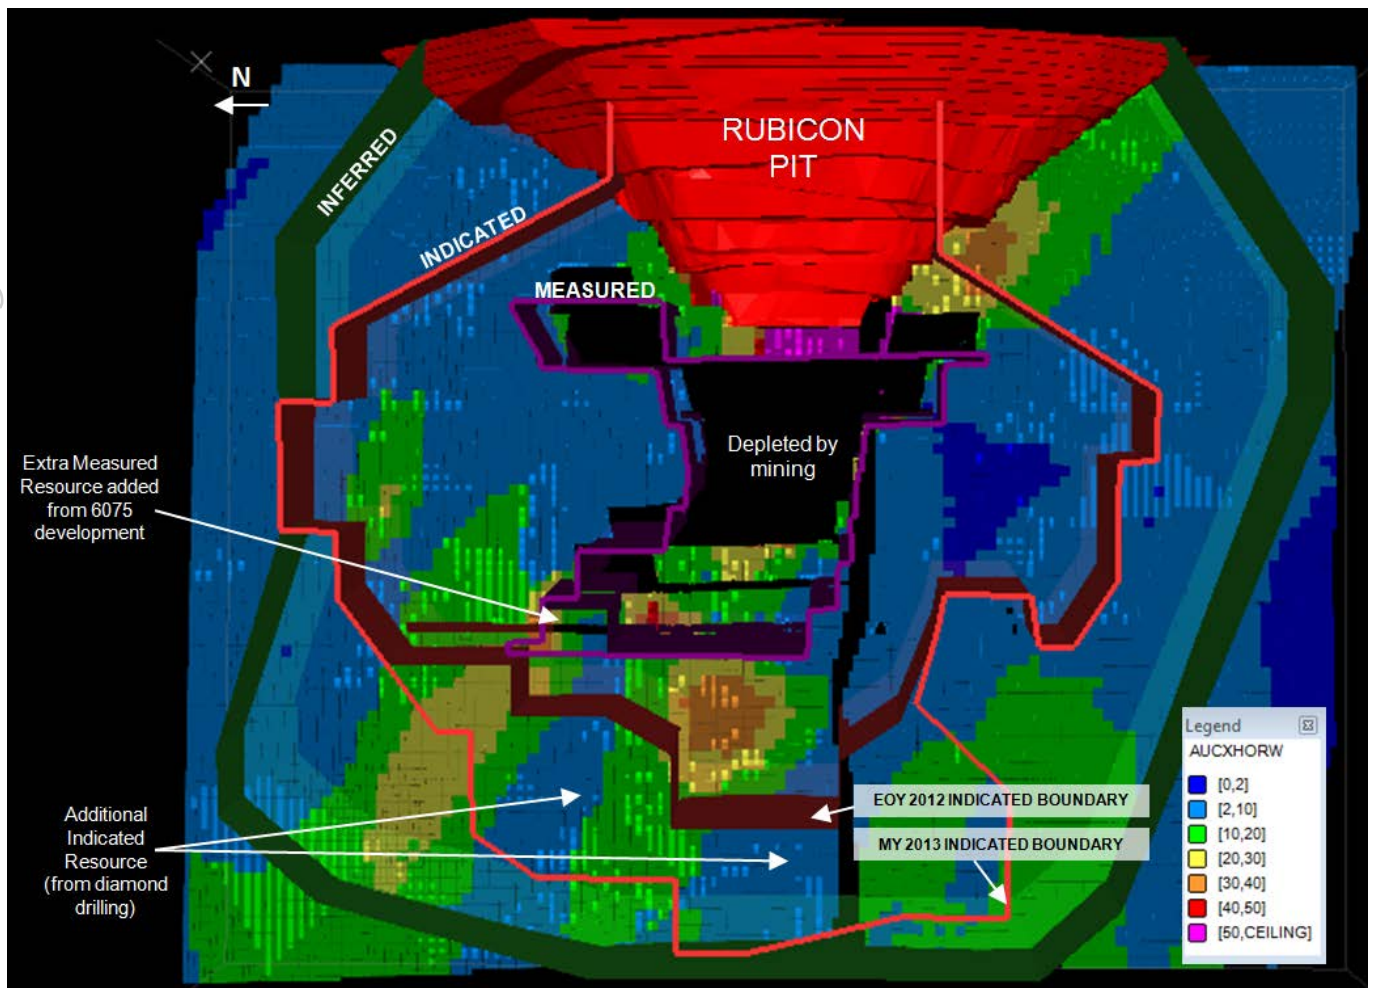 N
INFERRED
INDICATED
MEASURED
RUBICON
PIT
Depleted by
mining
Extra Measured
Resource added
from 6075
development
Additional
Indicated
Resource
(from diamond
drilling)
EOY 2012 INDICATED BOUNDARY
MY 2013 INDICATED BOUNDARY
Legend
AUCXHORW
[0,2]
[2,10]
[10,20]
[20,30]
[30,40]
[40,50]
[50,CEILING]